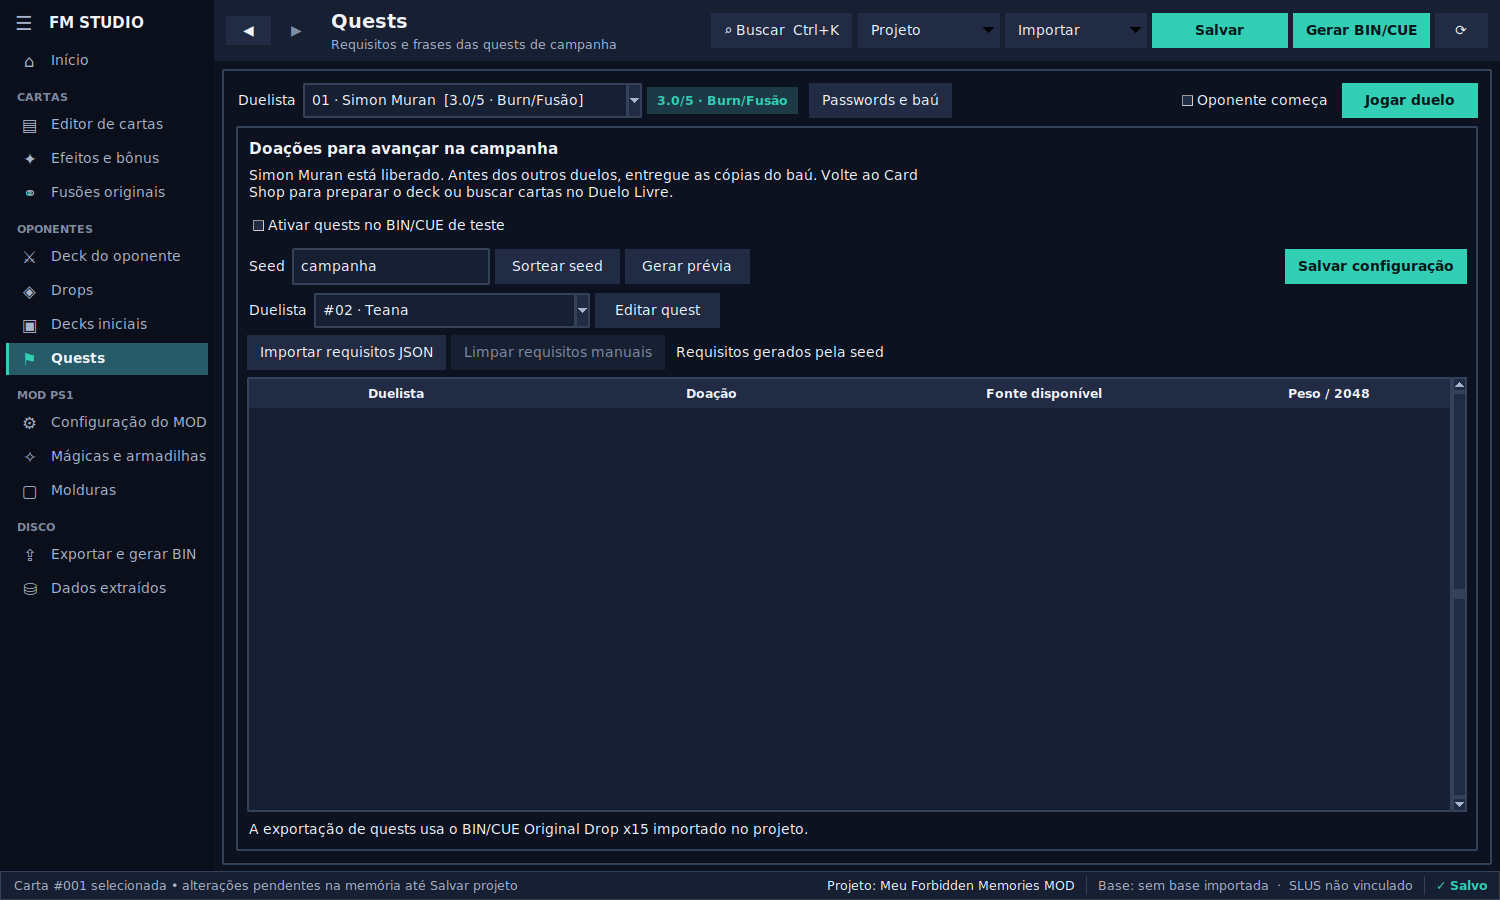 ☰ FM STUDIO
⌂ Início
CARTAS
▤ Editor de cartas
✦ Efeitos e bônus
⚭ Fusões originais
OPONENTES
⚔ Deck do oponente
◈ Drops
▣ Decks iniciais
⚑ Quests
MOD PS1
⚙ Configuração do MOD
✧ Mágicas e armadilhas
▢ Molduras
DISCO
⇪ Exportar e gerar BIN
⛁ Dados extraídos
◀ ▶ Quests
Requisitos e frases das quests de campanha
⌕ Buscar Ctrl+K
Projeto
Importar
Salvar
Gerar BIN/CUE
⟳
Duelista 01 · Simon Muran [3.0/5 · Burn/Fusão] 3.0/5 · Burn/Fusão Passwords e baú Oponente começa Jogar duelo
Doações para avançar na campanha
Simon Muran está liberado. Antes dos outros duelos, entregue as cópias do baú. Volte ao Card
Shop para preparar o deck ou buscar cartas no Duelo Livre.
Ativar quests no BIN/CUE de teste
Seed campanha Sortear seed Gerar prévia Salvar configuração
Duelista #02 · Teana Editar quest
Importar requisitos JSON Limpar requisitos manuais Requisitos gerados pela seed
Duelista Doação Fonte disponível Peso / 2048
A exportação de quests usa o BIN/CUE Original Drop x15 importado no projeto.
Carta #001 selecionada • alterações pendentes na memória até Salvar projeto
Projeto: Meu Forbidden Memories MOD
Base: sem base importada · SLUS não vinculado
✓ Salvo